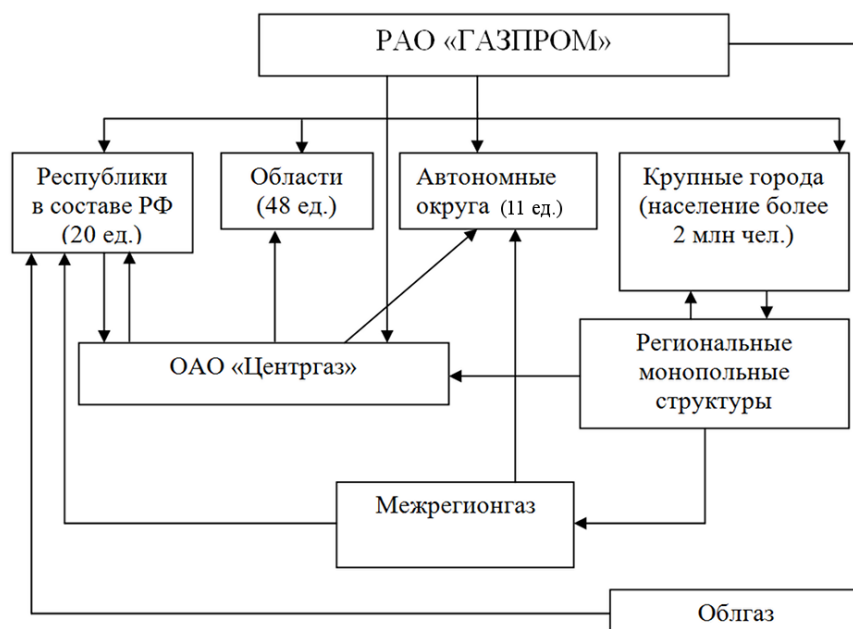 РАО «ГАЗПРОМ»
Республики
в составе РФ
(20 ед.)
Области
(48 ед.)
Автономные
округа (11 ед.)
Крупные города
(население более
2 млн чел.)
ОАО «Центргаз»
Региональные
монопольные
структуры
Межрегионгаз
Облгаз